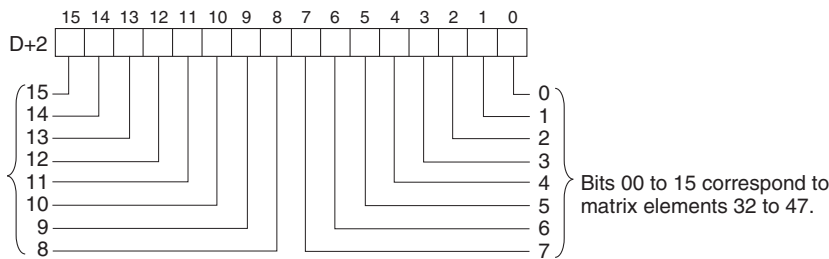 15 14 13 12 11 10 9 8 7 6 5 4 3 2 1 0
D+2
15 0
14 1
13 2
12 3
11 4
10 5
9 6
8 7
Bits 00 to 15 correspond to
matrix elements 32 to 47.